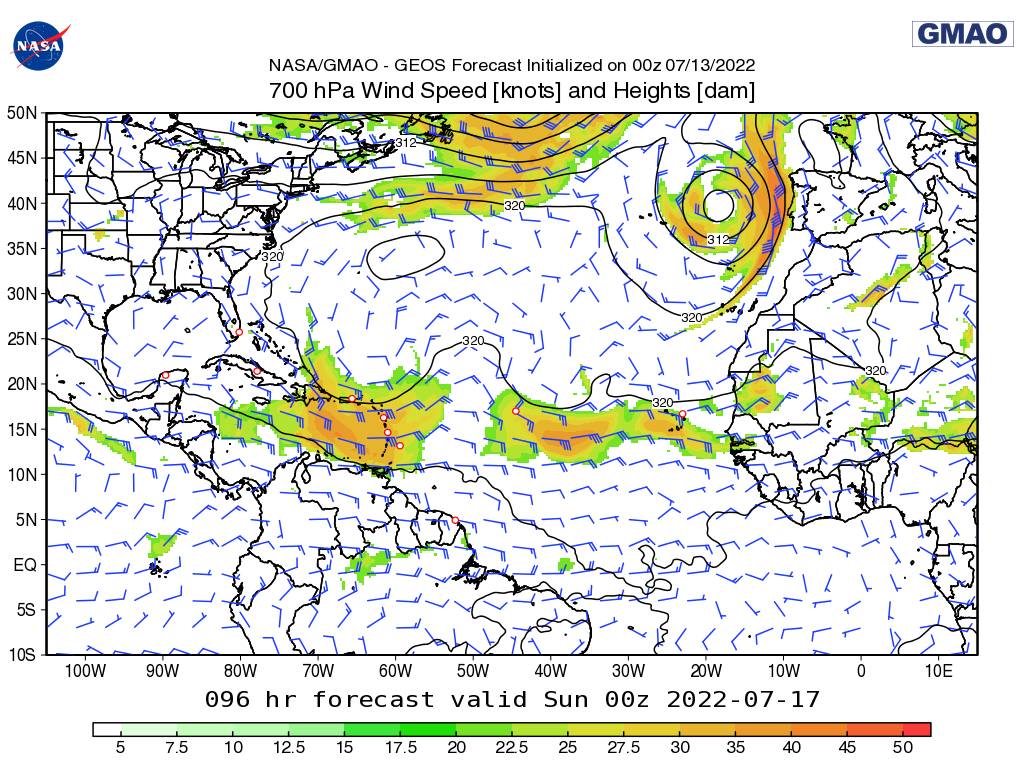 NASA
GMAO
NASA/GMAO - GEOS Forecast Initialized on 00z 07/13/2022
700 hPa Wind Speed [knots] and Heights [dam]
50N
312
45N
40N
320
35N
312
320
30N
320
25N
320
320
20N
320
15N
10N
5N
EQ
5S
10S
100W 90W 80W 70W 60W 50W 40W 30W 20W 10W 0 10E
096 hr forecast valid Sun 00z 2022-07-17
5 7.5 10 12.5 15 17.5 20 22.5 25 27.5 30 35 40 45 50